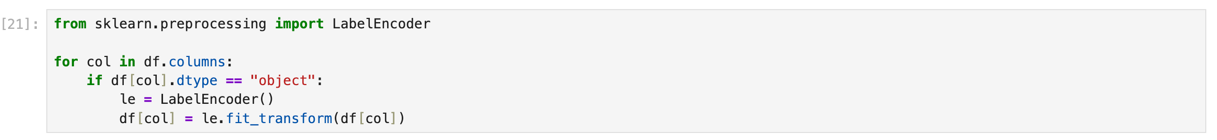 [21]: from sklearn.preprocessing import LabelEncoder
for col in df.columns:
    if df[col].dtype == "object":
        le = LabelEncoder()
        df[col] = le.fit_transform(df[col])